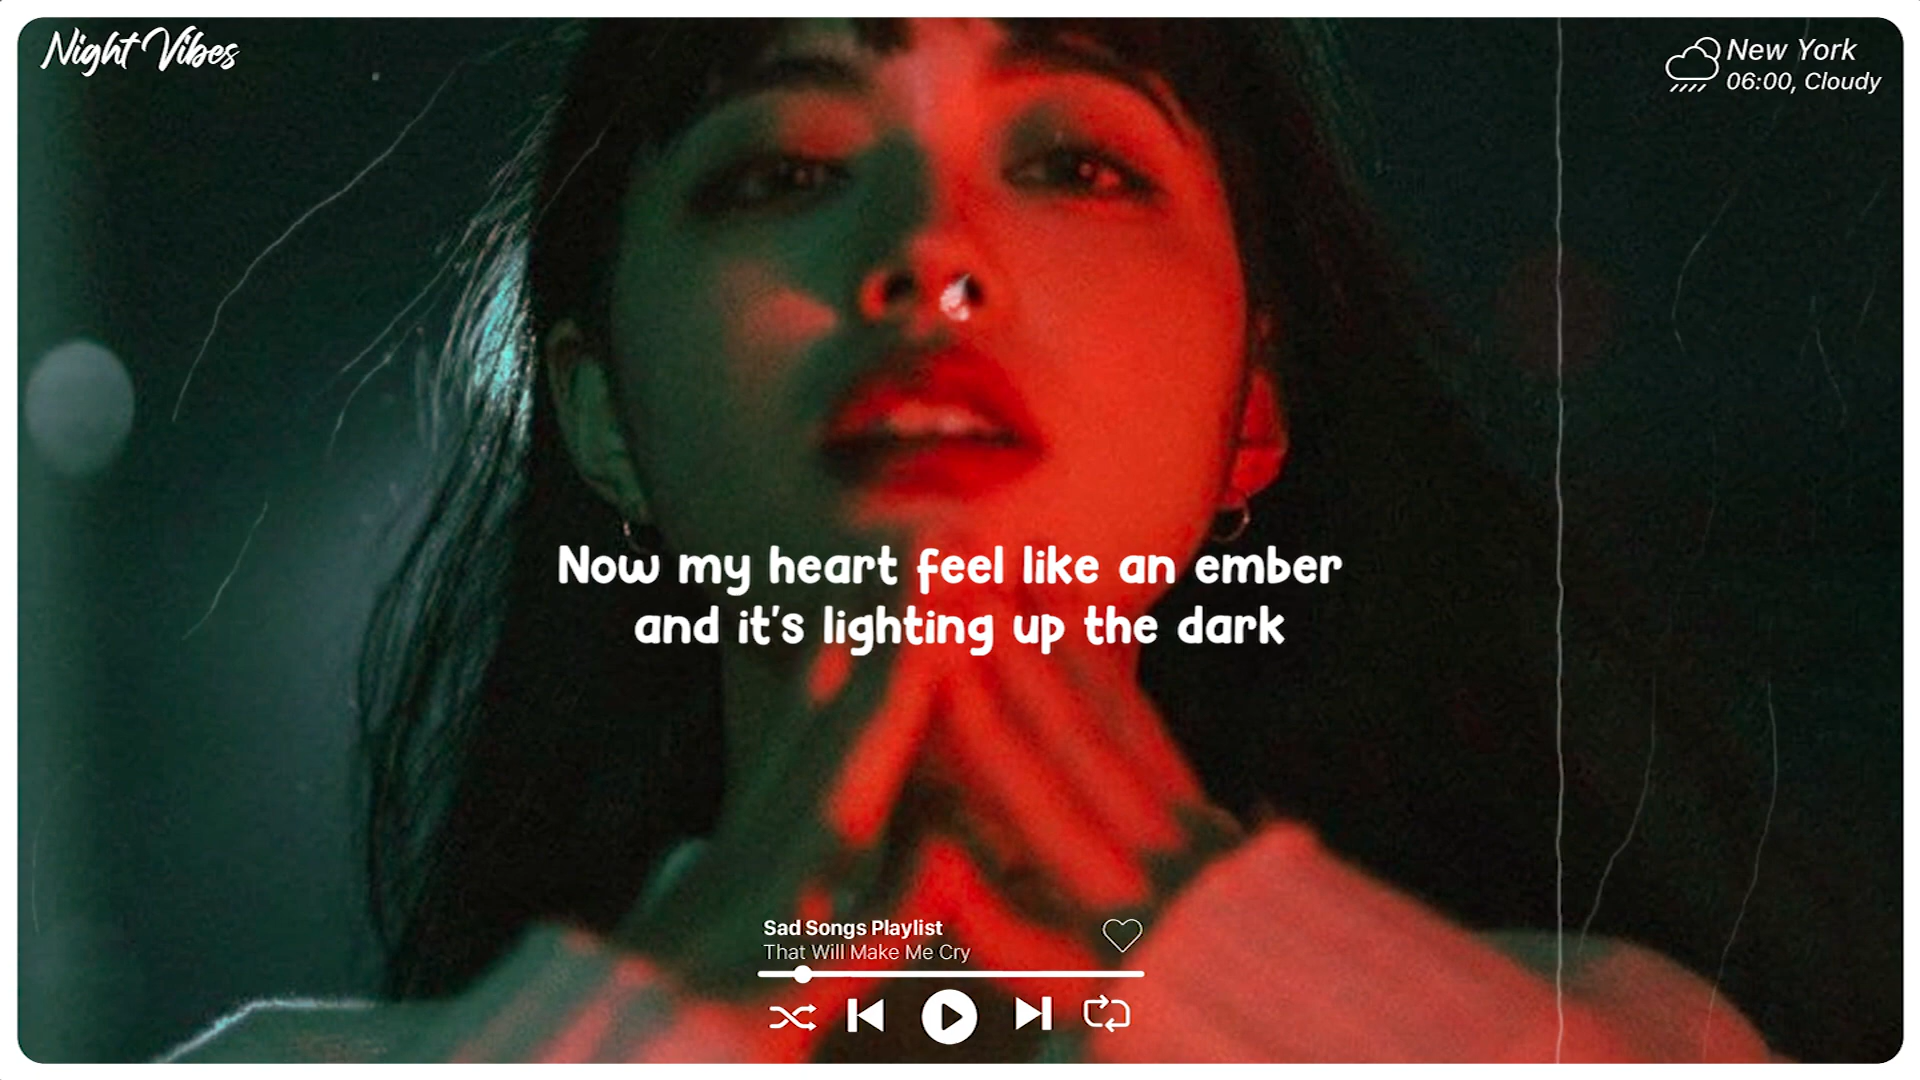 Night Vibes
New York
06:00, Cloudy
Now my heart feel like an ember
and it's lighting up the dark
Sad Songs Playlist
That Will Make Me Cry